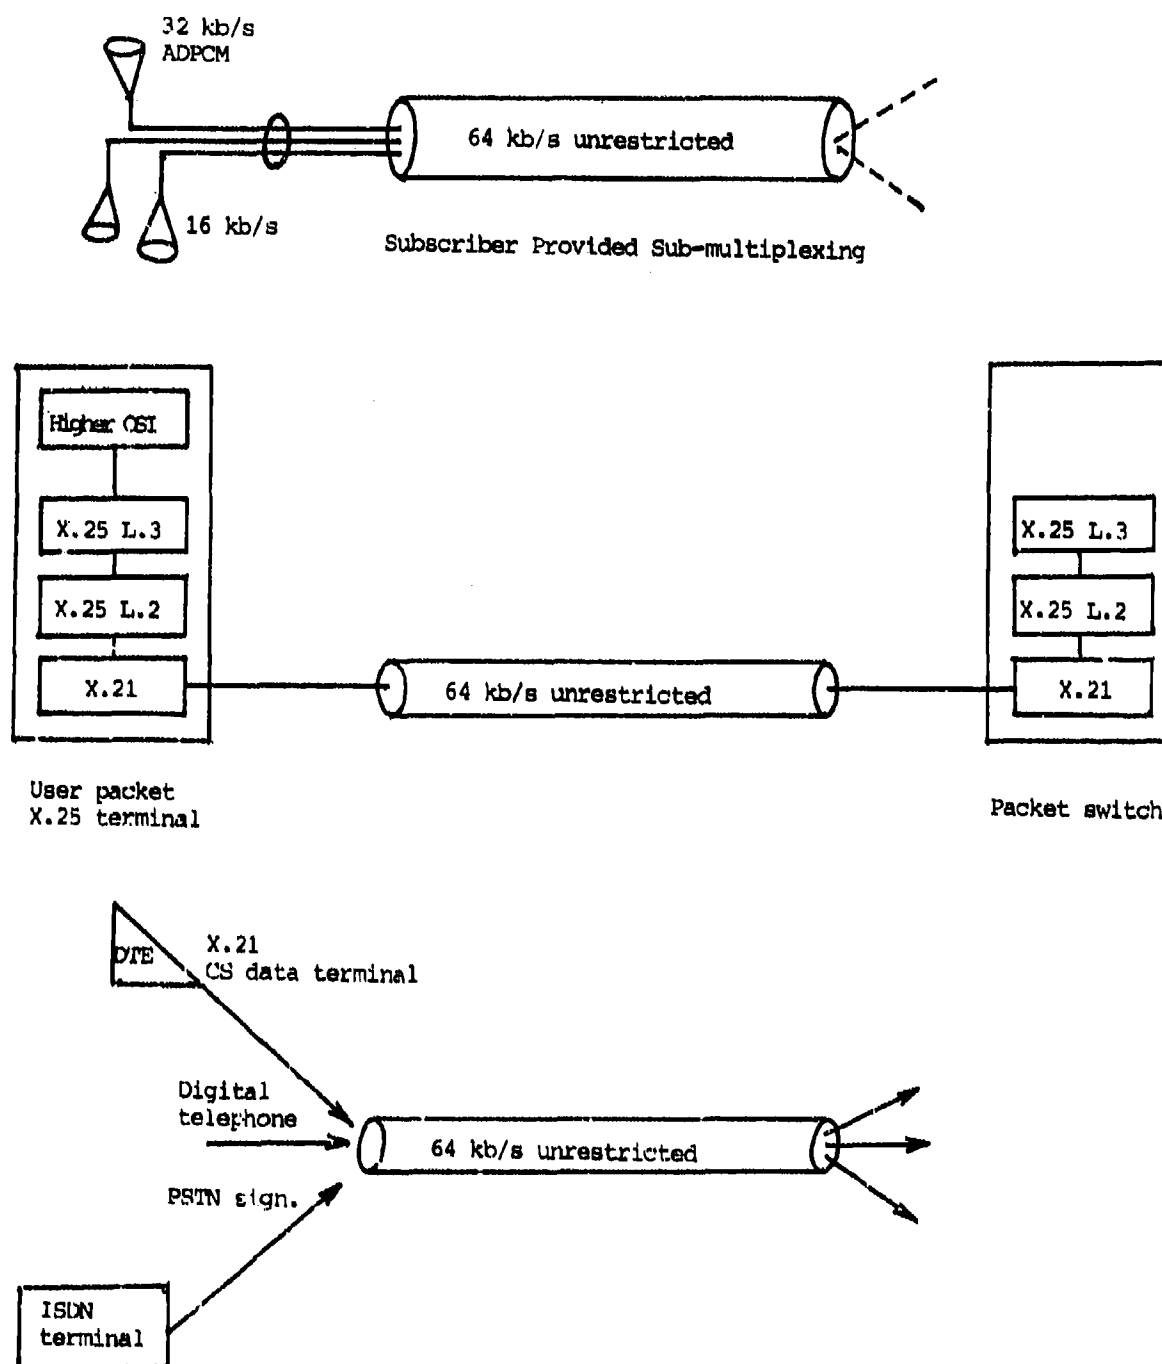 32 kb/s
ADPCM
64 kb/s unrestricted
16 kb/s
Subscriber Provided Sub-multiplexing
Higher OSI
X.25 L.3
X.25 L.3
X.25 L.2
X.25 L.2
X.21
64 kb/s unrestricted
X.21
User packet
X.25 terminal
Packet switch
DTE
X.21
CS data terminal
Digital
telephone
64 kb/s unrestricted
PSTN sign.
ISDN
terminal